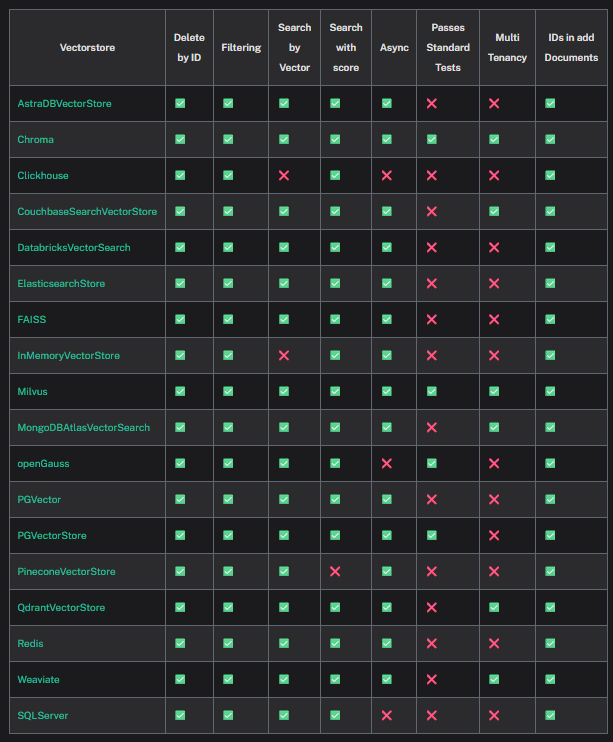 Vectorstore
Delete
by ID
Filtering
Search
by
Vector
Search
with
score
Async
Passes
Standard
Tests
Multi
Tenancy
IDs in add
Documents
AstraDBVectorStore ✅ ✅ ✅ ✅ ✅ ❌ ❌ ✅
Chroma ✅ ✅ ✅ ✅ ✅ ✅ ✅ ✅
Clickhouse ✅ ✅ ❌ ✅ ❌ ❌ ❌ ✅
CouchbaseSearchVectorStore ✅ ✅ ✅ ✅ ✅ ❌ ✅ ✅
DatabricksVectorSearch ✅ ✅ ✅ ✅ ✅ ❌ ❌ ✅
ElasticsearchStore ✅ ✅ ✅ ✅ ✅ ❌ ❌ ✅
FAISS ✅ ✅ ✅ ✅ ✅ ❌ ❌ ✅
InMemoryVectorStore ✅ ✅ ❌ ✅ ✅ ❌ ❌ ✅
Milvus ✅ ✅ ✅ ✅ ✅ ✅ ✅ ✅
MongoDBAtlasVectorSearch ✅ ✅ ✅ ✅ ✅ ❌ ✅ ✅
openGauss ✅ ✅ ✅ ✅ ❌ ✅ ❌ ✅
PGVector ✅ ✅ ✅ ✅ ✅ ❌ ❌ ✅
PGVectorStore ✅ ✅ ✅ ✅ ✅ ✅ ❌ ✅
PineconeVectorStore ✅ ✅ ✅ ❌ ✅ ❌ ❌ ✅
QdrantVectorStore ✅ ✅ ✅ ✅ ✅ ❌ ✅ ✅
Redis ✅ ✅ ✅ ✅ ✅ ❌ ❌ ✅
Weaviate ✅ ✅ ✅ ✅ ✅ ❌ ✅ ✅
SQLServer ✅ ✅ ✅ ✅ ❌ ❌ ❌ ✅